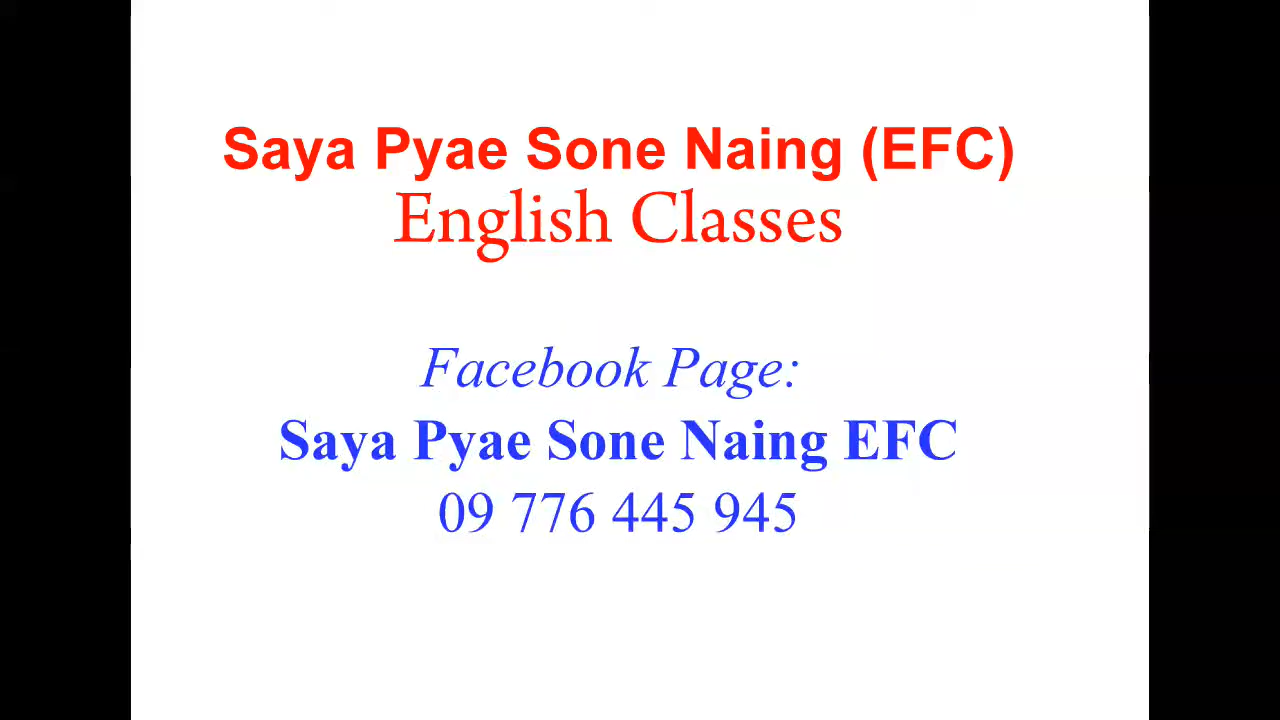 Saya Pyae Sone Naing (EFC)
English Classes
Facebook Page:
Saya Pyae Sone Naing EFC
09 776 445 945